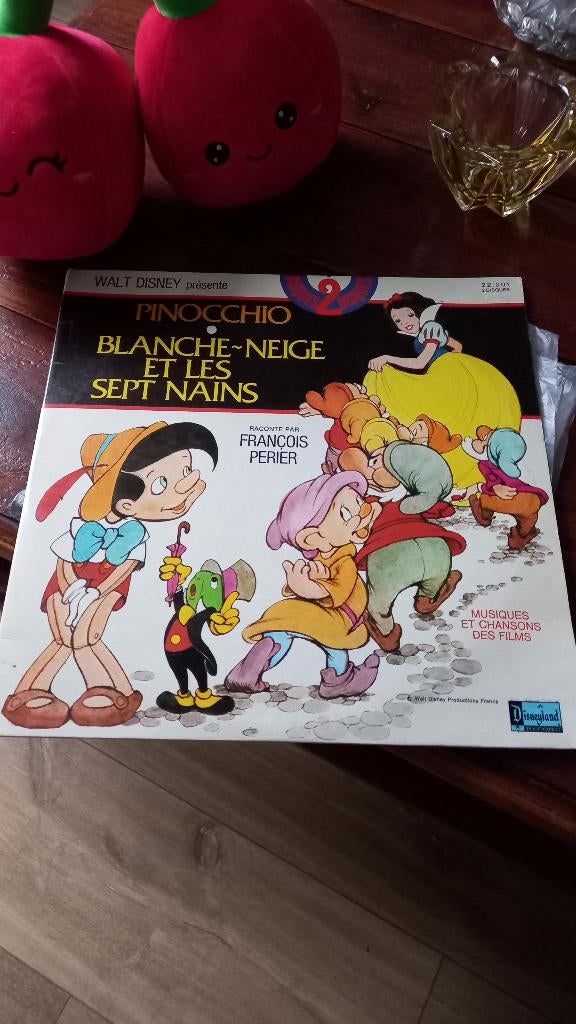 WALT DISNEY présente
2
22.001
2 DISQUES
PINOCCHIO
BLANCHE~NEIGE
ET LES
SEPT NAINS
RACONTE PAR
FRANÇOIS
PERIER
MUSIQUES
ET CHANSONS
DES FILMS
© Walt Disney Productions France
Disneyland
RECORD